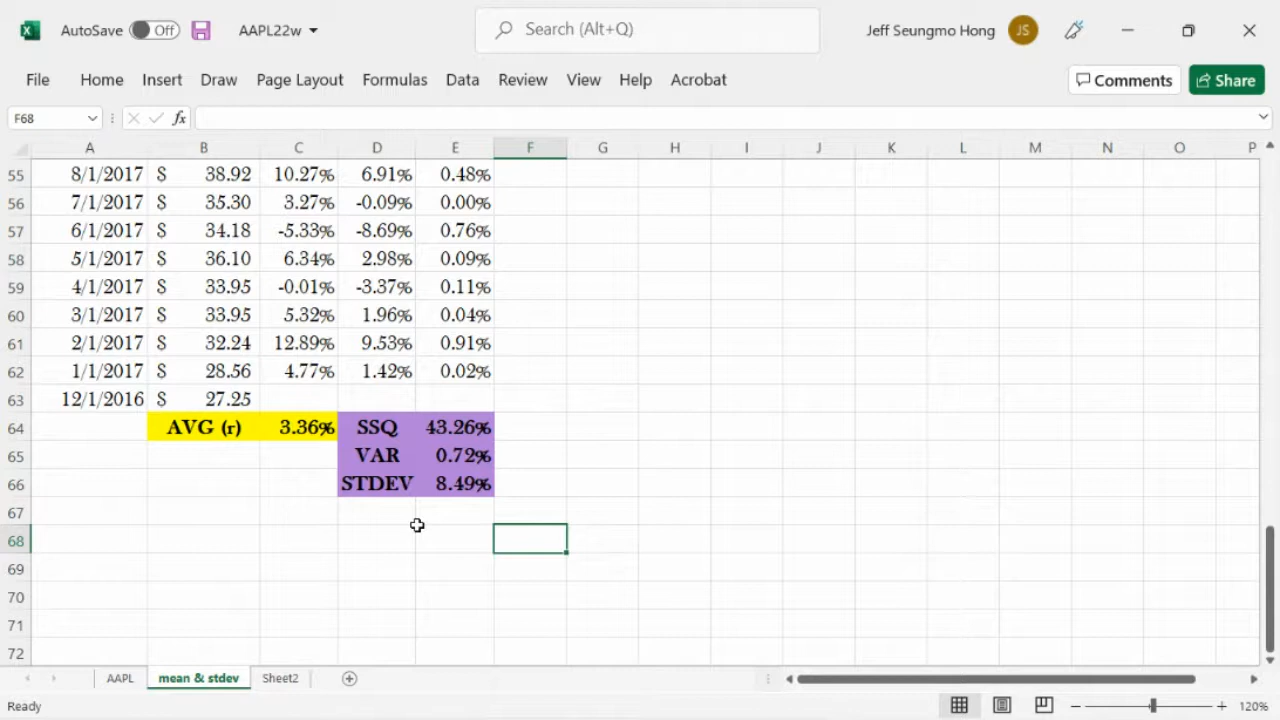 AutoSave Off AAPL22w Search (Alt+Q) Jeff Seungmo Hong JS
File Home Insert Draw Page Layout Formulas Data Review View Help Acrobat Comments Share
F68 fx
A B C D E F G H I J K L M N O P
55 8/1/2017 $ 38.92 10.27% 6.91% 0.48%
56 7/1/2017 $ 35.30 3.27% -0.09% 0.00%
57 6/1/2017 $ 34.18 -5.33% -8.69% 0.76%
58 5/1/2017 $ 36.10 6.34% 2.98% 0.09%
59 4/1/2017 $ 33.95 -0.01% -3.37% 0.11%
60 3/1/2017 $ 33.95 5.32% 1.96% 0.04%
61 2/1/2017 $ 32.24 12.89% 9.53% 0.91%
62 1/1/2017 $ 28.56 4.77% 1.42% 0.02%
63 12/1/2016 $ 27.25
64 AVG (r) 3.36% SSQ 43.26%
65 VAR 0.72%
66 STDEV 8.49%
67
68
69
70
71
72
AAPL mean & stdev Sheet2
Ready 120%